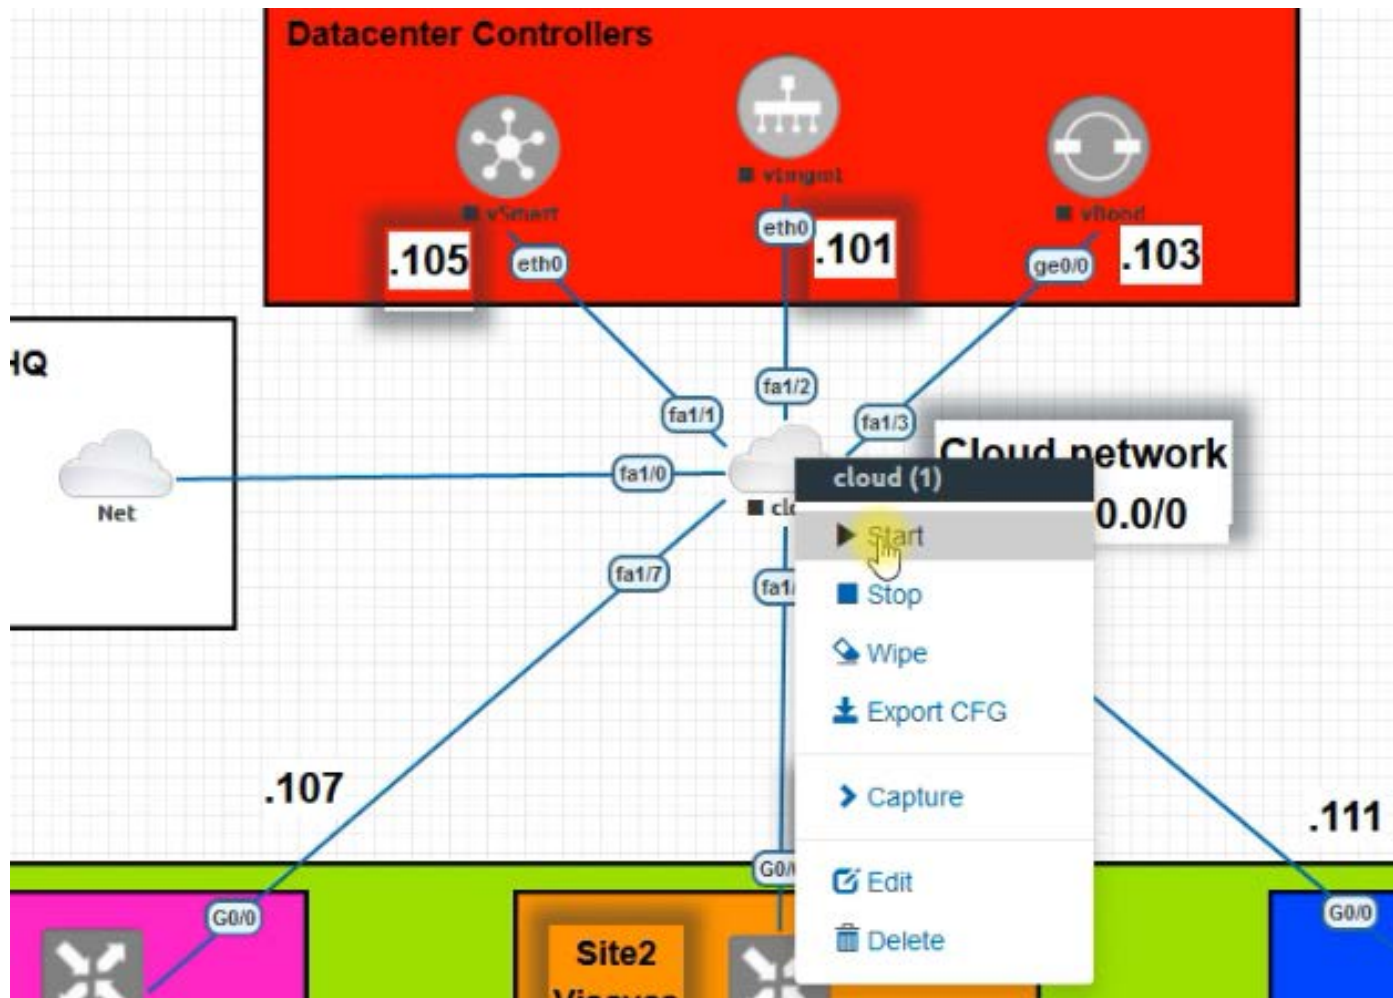 Datacenter Controllers
vSmart
vBond
.105
eth0
eth0
.101
ge0/0
.103
HQ
fa1/2
fa1/1
fa1/3
Cloud network
fa1/0
cloud (1)
Net
0.0/0
Start
fa1/7
Stop
Wipe
Export CFG
.107
Capture
.111
Edit
G0/0
G0/0
Delete
Site2